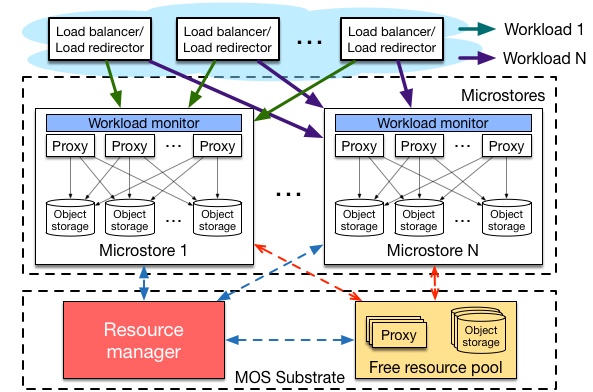 Load balancer/
Load redirector
Load balancer/
Load redirector
...
Load balancer/
Load redirector
Workload 1
Workload N
Microstores
Workload monitor
Proxy
Proxy
...
Proxy
Object
storage
Object
storage
...
Object
storage
Microstore 1
...
Workload monitor
Proxy
Proxy
...
Proxy
Object
storage
Object
storage
...
Object
storage
Microstore N
Resource
manager
Proxy
Object
storage
Free resource pool
MOS Substrate